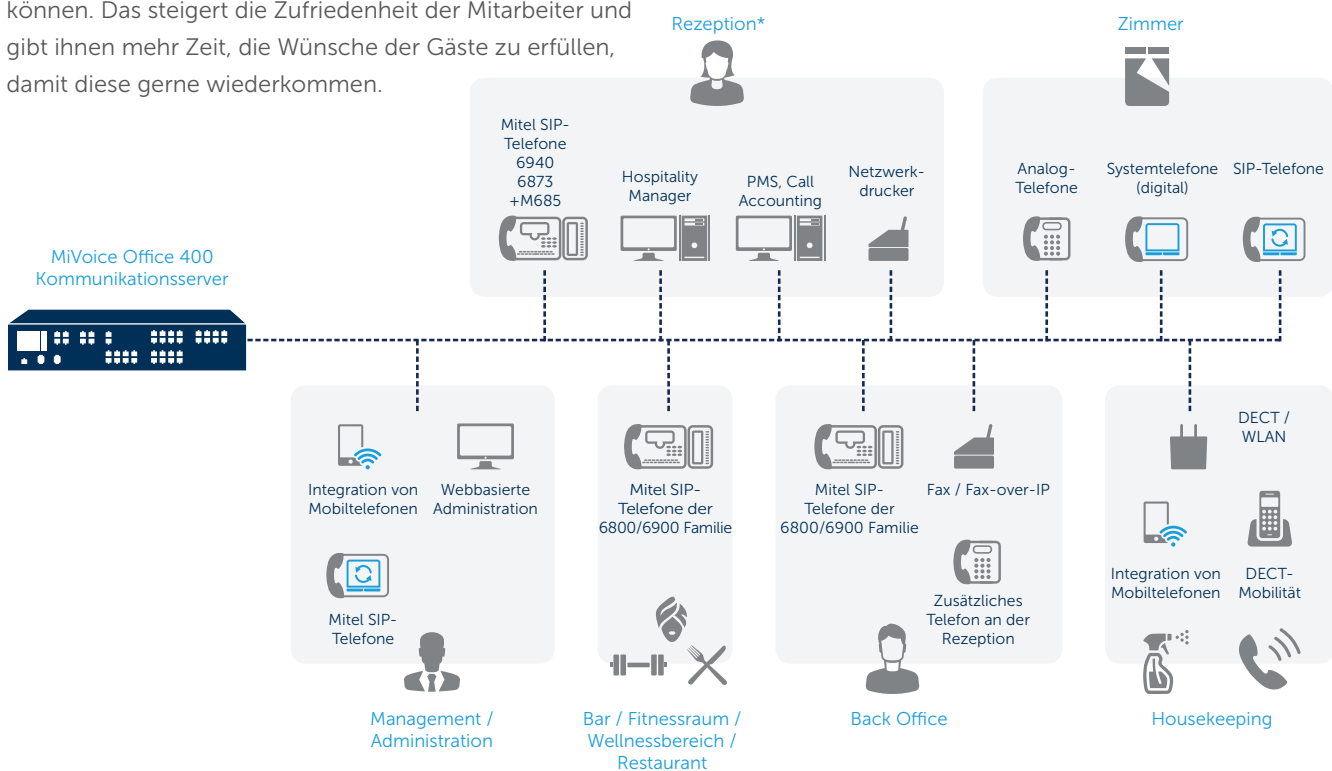 können. Das steigert die Zufriedenheit der Mitarbeiter und
gibt ihnen mehr Zeit, die Wünsche der Gäste zu erfüllen,
damit diese gerne wiederkommen.
Rezeption*
Mitel SIP-
Telefone
6940
6873
+M685
Hospitality
Manager
PMS, Call
Accounting
Netzwerk-
drucker
Zimmer
Analog-
Telefone
Systemtelefone
(digital)
SIP-Telefone
MiVoice Office 400
Kommunikationsserver
Integration von
Mobiltelefonen
Webbasierte
Administration
Mitel SIP-
Telefone
Management /
Administration
Mitel SIP-
Telefone der
6800/6900 Familie
Bar / Fitnessraum /
Wellnessbereich /
Restaurant
Mitel SIP-
Telefone der
6800/6900 Familie
Fax / Fax-over-IP
Zusätzliches
Telefon an der
Rezeption
Back Office
DECT /
WLAN
Integration von
Mobiltelefonen
DECT-
Mobilität
Housekeeping